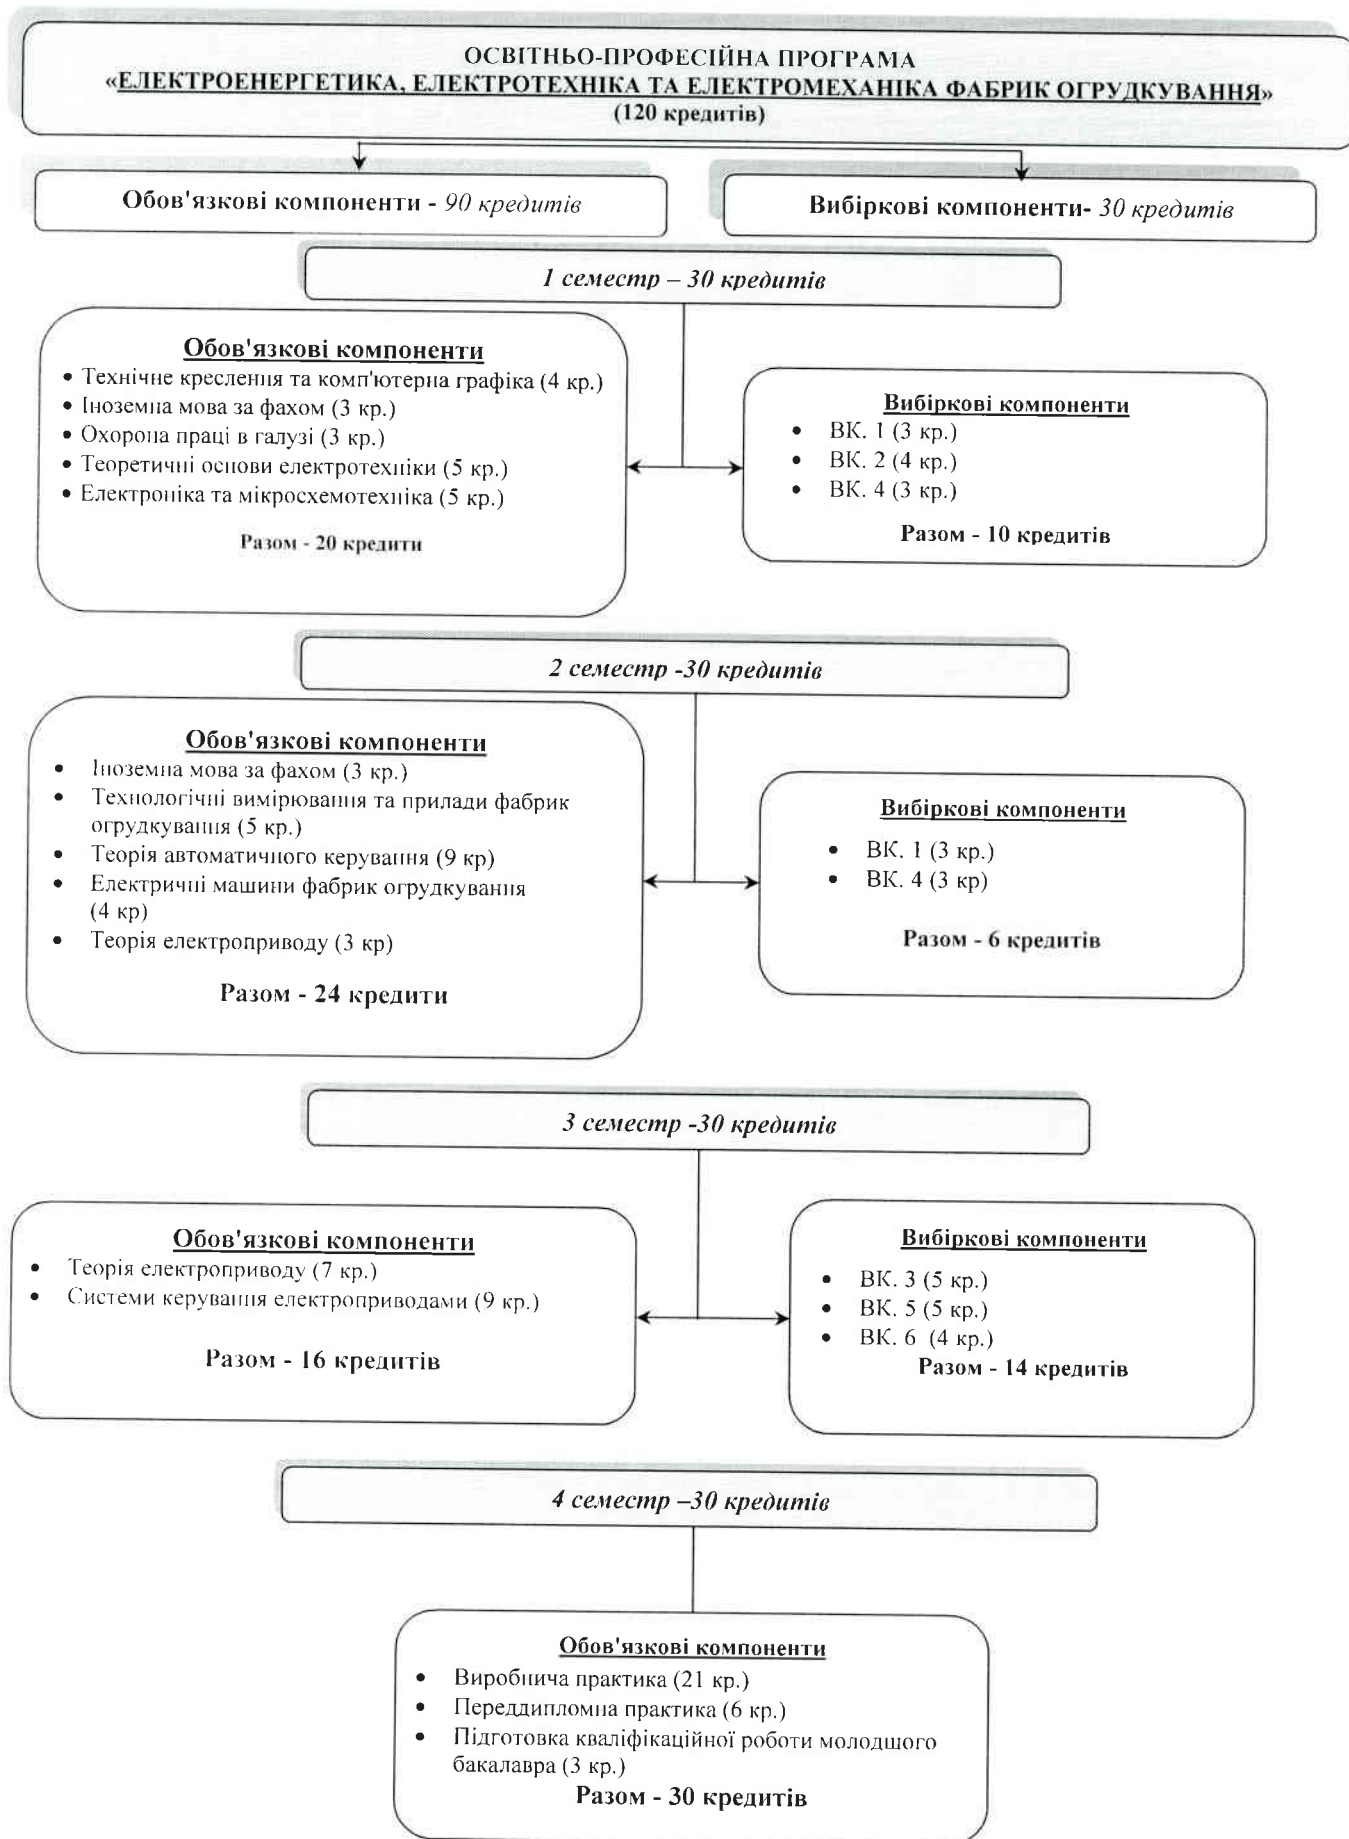 ОСВІТНЬО-ПРОФЕСІЙНА ПРОГРАМА
«ЕЛЕКТРОЕНЕРГЕТИКА, ЕЛЕКТРОТЕХНІКА ТА ЕЛЕКТРОМЕХАНІКА ФАБРИК ОГРУДКУВАННЯ»
(120 кредитів)
Обов'язкові компоненти - 90 кредитів
Вибіркові компоненти- 30 кредитів
1 семестр – 30 кредитів
Обов'язкові компоненти
• Технічне креслення та комп'ютерна графіка (4 кр.)
• Іноземна мова за фахом (3 кр.)
• Охорона праці в галузі (3 кр.)
• Теоретичні основи електротехніки (5 кр.)
• Електроніка та мікросхемотехніка (5 кр.)
Разом - 20 кредити
Вибіркові компоненти
• ВК. 1 (3 кр.)
• ВК. 2 (4 кр.)
• ВК. 4 (3 кр.)
Разом - 10 кредитів
2 семестр -30 кредитів
Обов'язкові компоненти
• Іноземна мова за фахом (3 кр.)
• Технологічні вимірювання та прилади фабрик
огрудкування (5 кр.)
• Теорія автоматичного керування (9 кр)
• Електричні машини фабрик огрудкування
(4 кр)
• Теорія електроприводу (3 кр)
Разом - 24 кредити
Вибіркові компоненти
• ВК. 1 (3 кр.)
• ВК. 4 (3 кр)
Разом - 6 кредитів
3 семестр -30 кредитів
Обов'язкові компоненти
• Теорія електроприводу (7 кр.)
• Системи керування електроприводами (9 кр.)
Разом - 16 кредитів
Вибіркові компоненти
• ВК. 3 (5 кр.)
• ВК. 5 (5 кр.)
• ВК. 6 (4 кр.)
Разом - 14 кредитів
4 семестр –30 кредитів
Обов'язкові компоненти
• Виробнича практика (21 кр.)
• Переддипломна практика (6 кр.)
• Підготовка кваліфікаційної роботи молодшого
бакалавра (3 кр.)
Разом - 30 кредитів